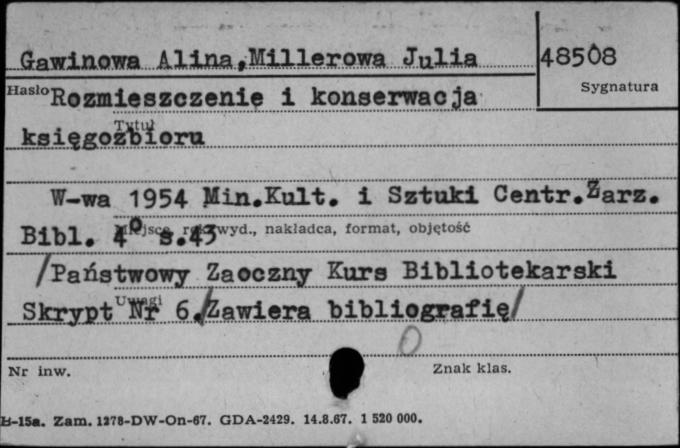 Gawinowa Alina,Millerowa Julia
48508
Hasło
Sygnatura
Rozmieszczenie i konserwacja
Tytuł
księgozbioru
W-wa 1954 Min.Kult. i Sztuki Centr.Zarz.
Miejsce, rok wyd., nakładca, format, objętość
Bibl. 4° s.43
/Państwowy Zaoczny Kurs Bibliotekarski
Uwagi
Skrypt Nr 6./Zawiera bibliografię/
0
Nr inw.
Znak klas.
B-15a. Zam. 1278-DW-On-67. GDA-2429. 14.8.67. 1 520 000.